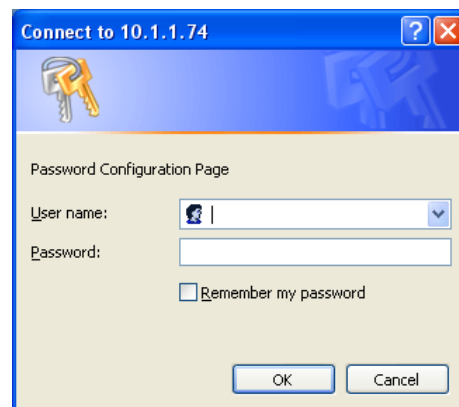 Connect to 10.1.1.74
Password Configuration Page
User name:
Password:
Remember my password
OK
Cancel